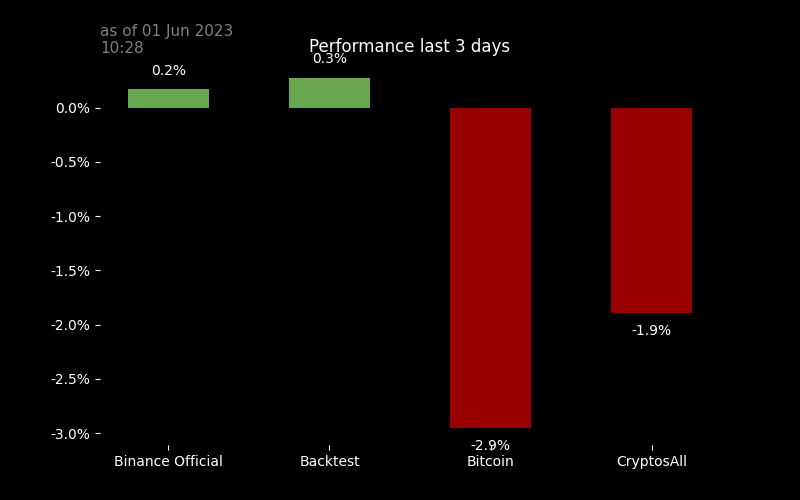 as of 01 Jun 2023
10:28
Performance last 3 days
0.2%
0.3%
0.0%
-0.5%
-1.0%
-1.5%
-2.0%
-2.5%
-3.0%
-1.9%
-2.9%
Binance Official
Backtest
Bitcoin
CryptosAll